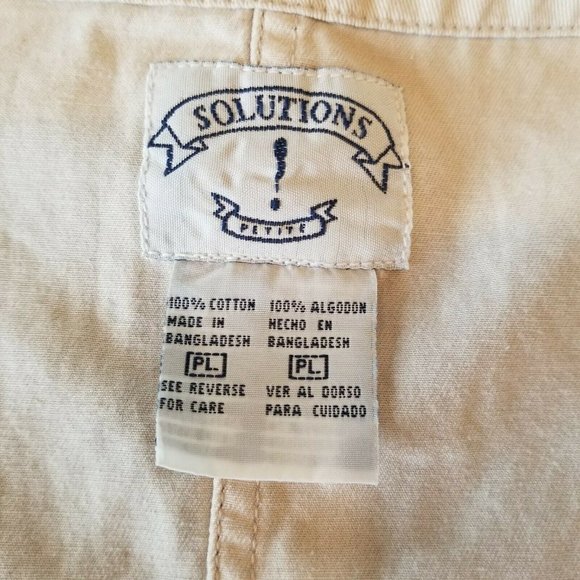 SOLUTIONS
?
PETITE
100% COTTON 100% ALGODON
MADE IN HECHO EN
BANGLADESH BANGLADESH
PL. PL.
SEE REVERSE VER AL DORSO
FOR CARE PARA CUIDADO